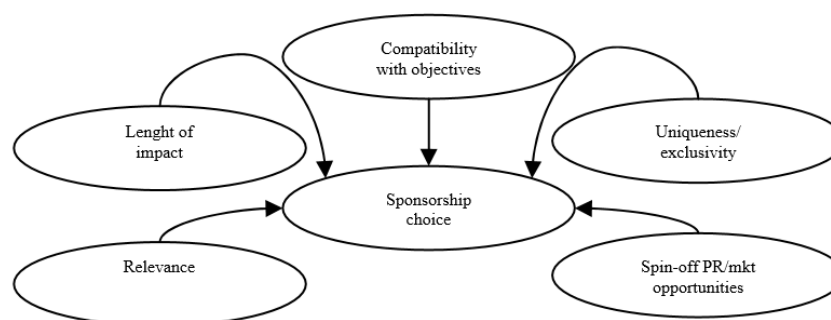 Compatibility
with objectives
Lenght of
impact
Uniqueness/
exclusivity
Sponsorship
choice
Relevance
Spin-off PR/mkt
opportunities